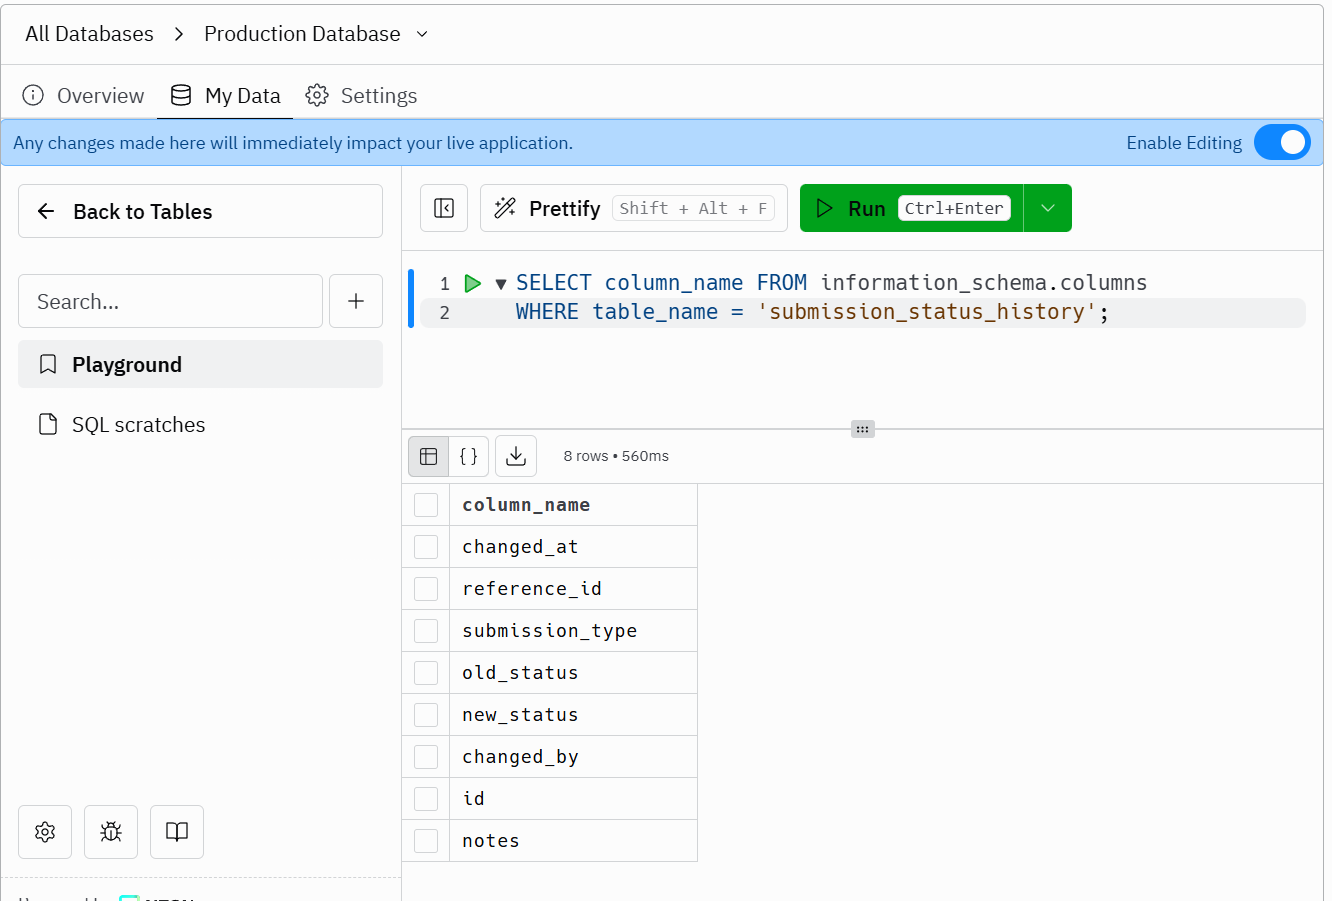 All Databases > Production Database
Overview My Data Settings
Any changes made here will immediately impact your live application. Enable Editing
Back to Tables
Prettify Shift + Alt + F Run Ctrl+Enter
Search...
Playground
SQL scratches
1 SELECT column_name FROM information_schema.columns
2 WHERE table_name = 'submission_status_history';
{ } 8 rows • 560ms
column_name
changed_at
reference_id
submission_type
old_status
new_status
changed_by
id
notes